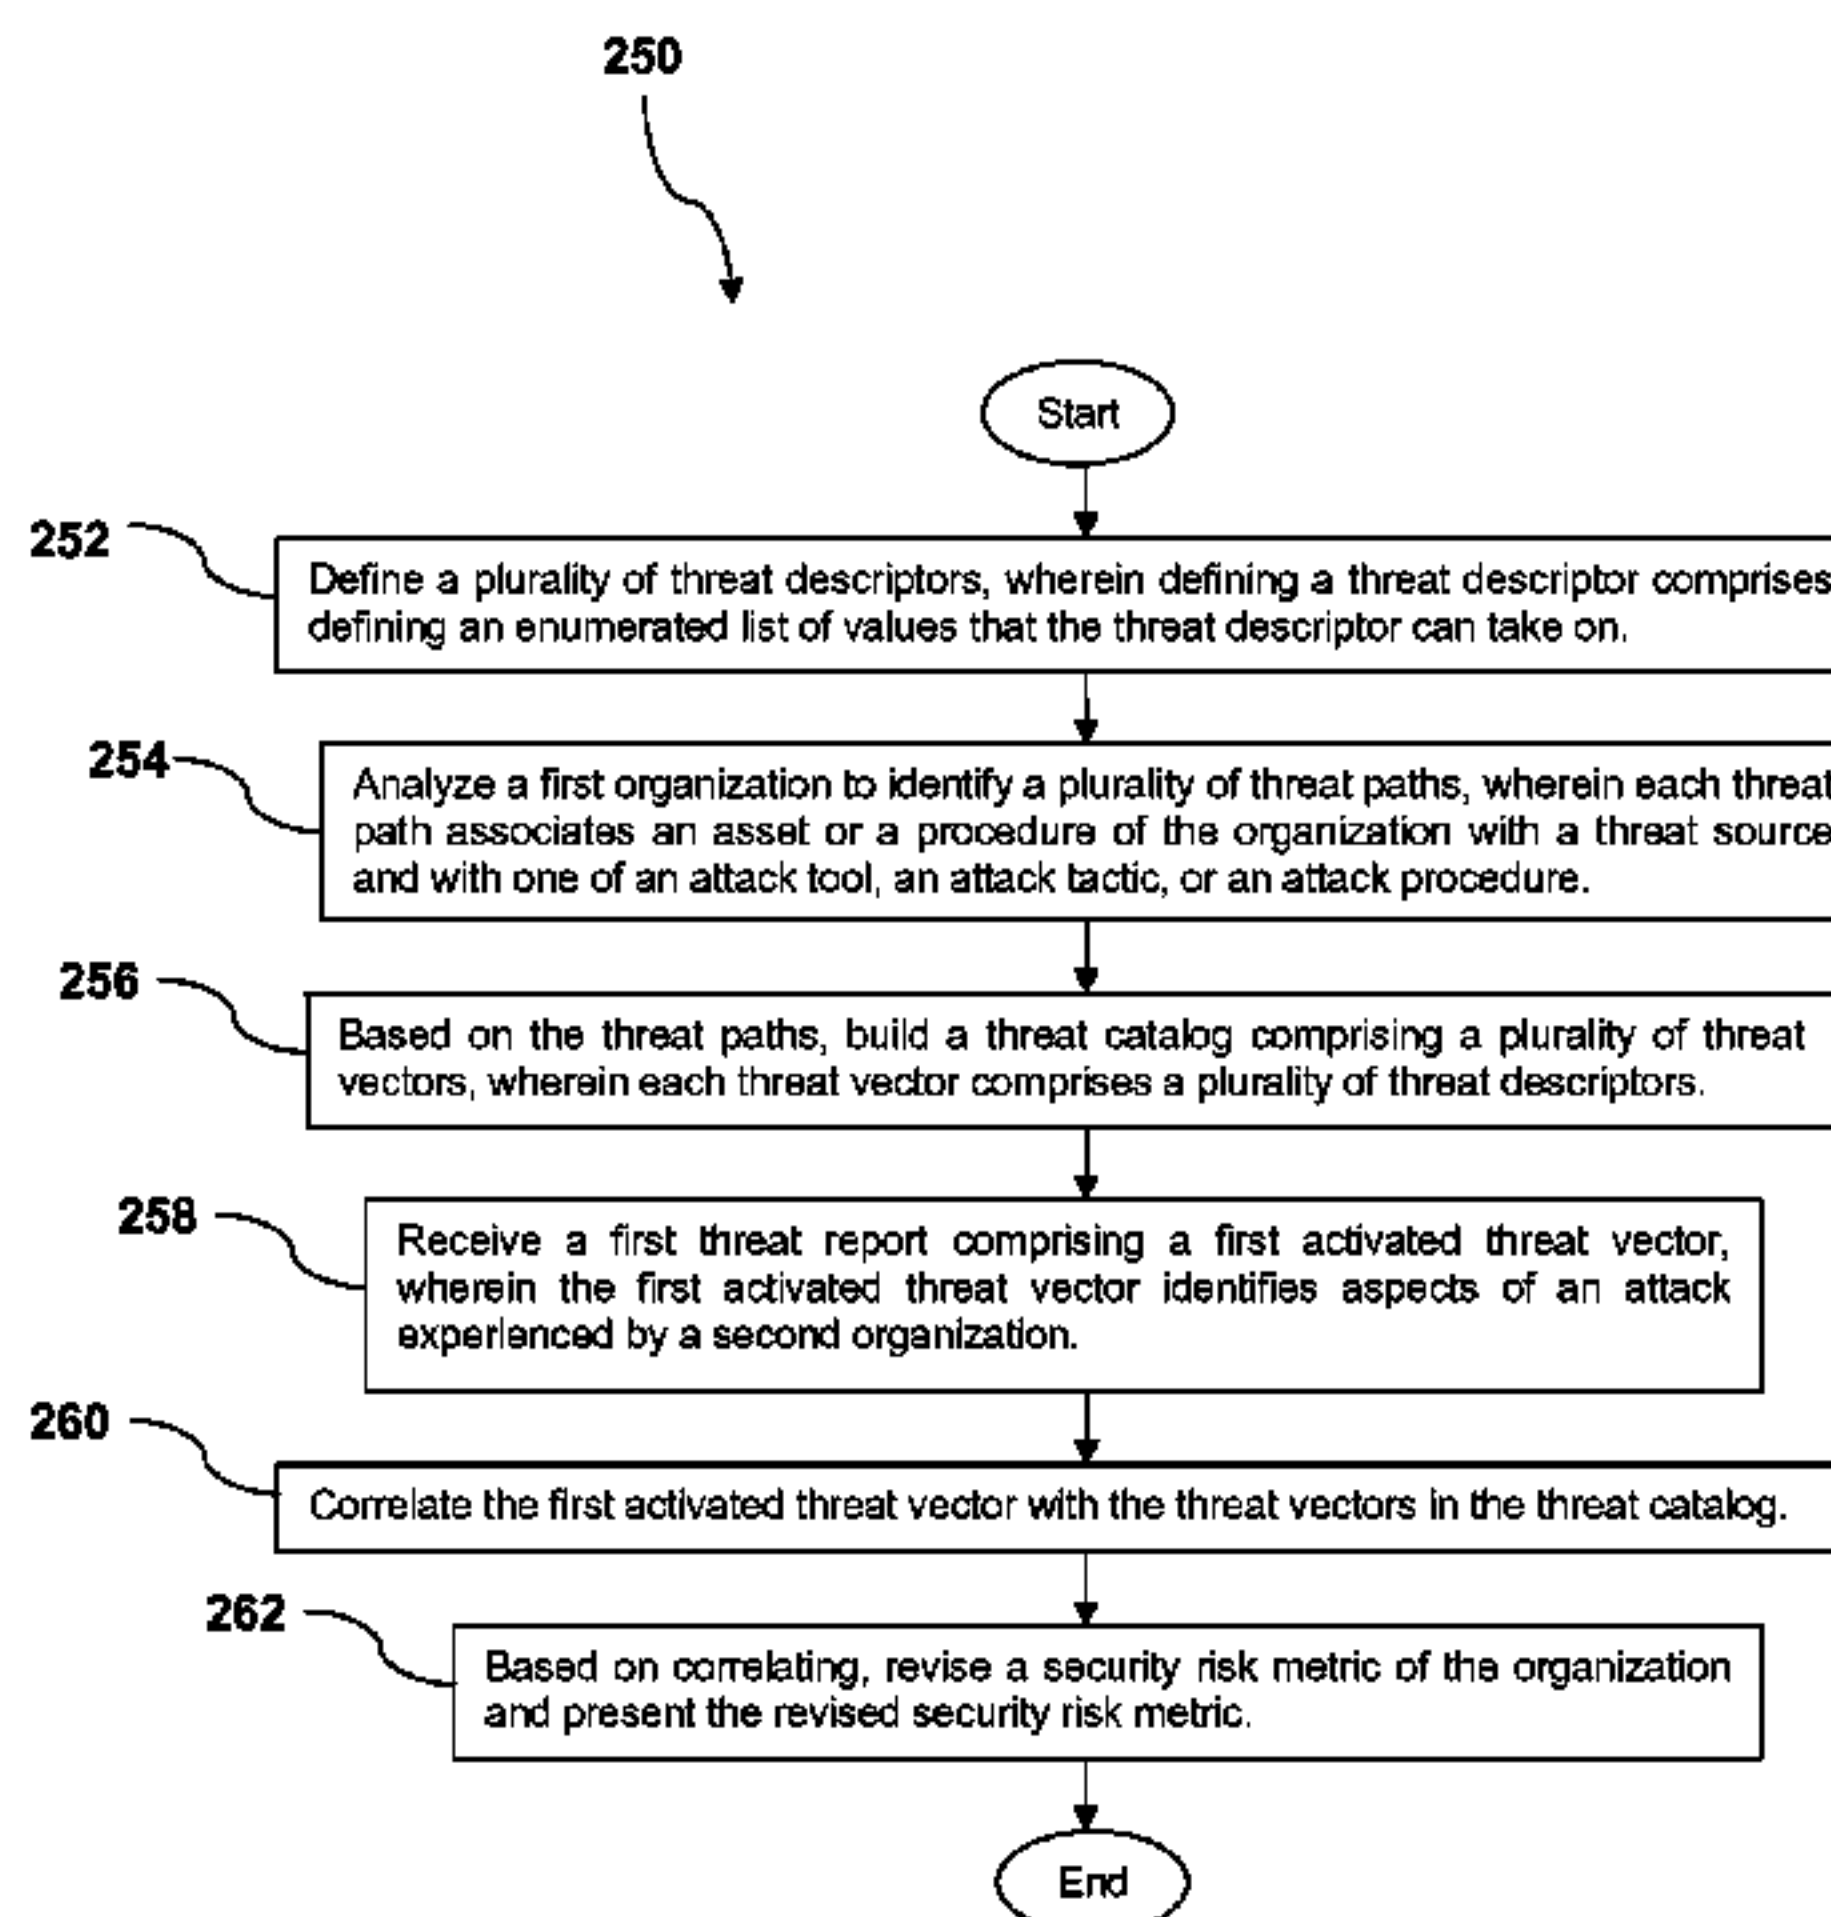 250
Start
252
Define a plurality of threat descriptors, wherein defining a threat descriptor comprises
defining an enumerated list of values that the threat descriptor can take on.
254
Analyze a first organization to identify a plurality of threat paths, wherein each threat
path associates an asset or a procedure of the organization with a threat source
and with one of an attack tool, an attack tactic, or an attack procedure.
256
Based on the threat paths, build a threat catalog comprising a plurality of threat
vectors, wherein each threat vector comprises a plurality of threat descriptors.
258
Receive a first threat report comprising a first activated threat vector,
wherein the first activated threat vector identifies aspects of an attack
experienced by a second organization.
260
Correlate the first activated threat vector with the threat vectors in the threat catalog.
262
Based on correlating, revise a security risk metric of the organization
and present the revised security risk metric.
End